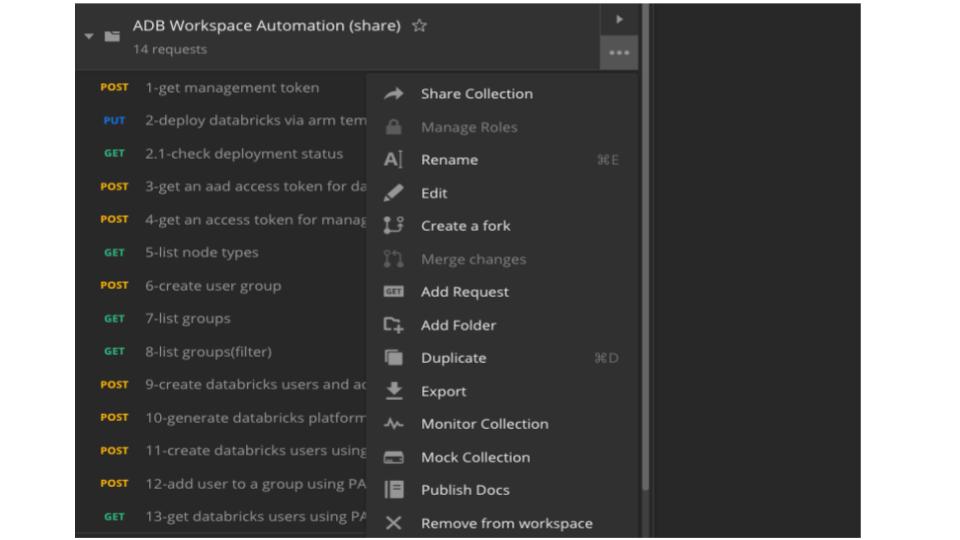 ADB Workspace Automation (share)
14 requests
POST 1-get management token
PUT 2-deploy databricks via arm tem
GET 2.1-check deployment status
POST 3-get an aad access token for da
POST 4-get an access token for manag
GET 5-list node types
POST 6-create user group
GET 7-list groups
GET 8-list groups(filter)
POST 9-create databricks users and ad
POST 10-generate databricks platform
POST 11-create databricks users using
POST 12-add user to a group using PA
GET 13-get databricks users using PA
Share Collection
Manage Roles
Rename ⌘E
Edit
Create a fork
Merge changes
GET Add Request
Add Folder
Duplicate ⌘D
Export
Monitor Collection
Mock Collection
Publish Docs
Remove from workspace